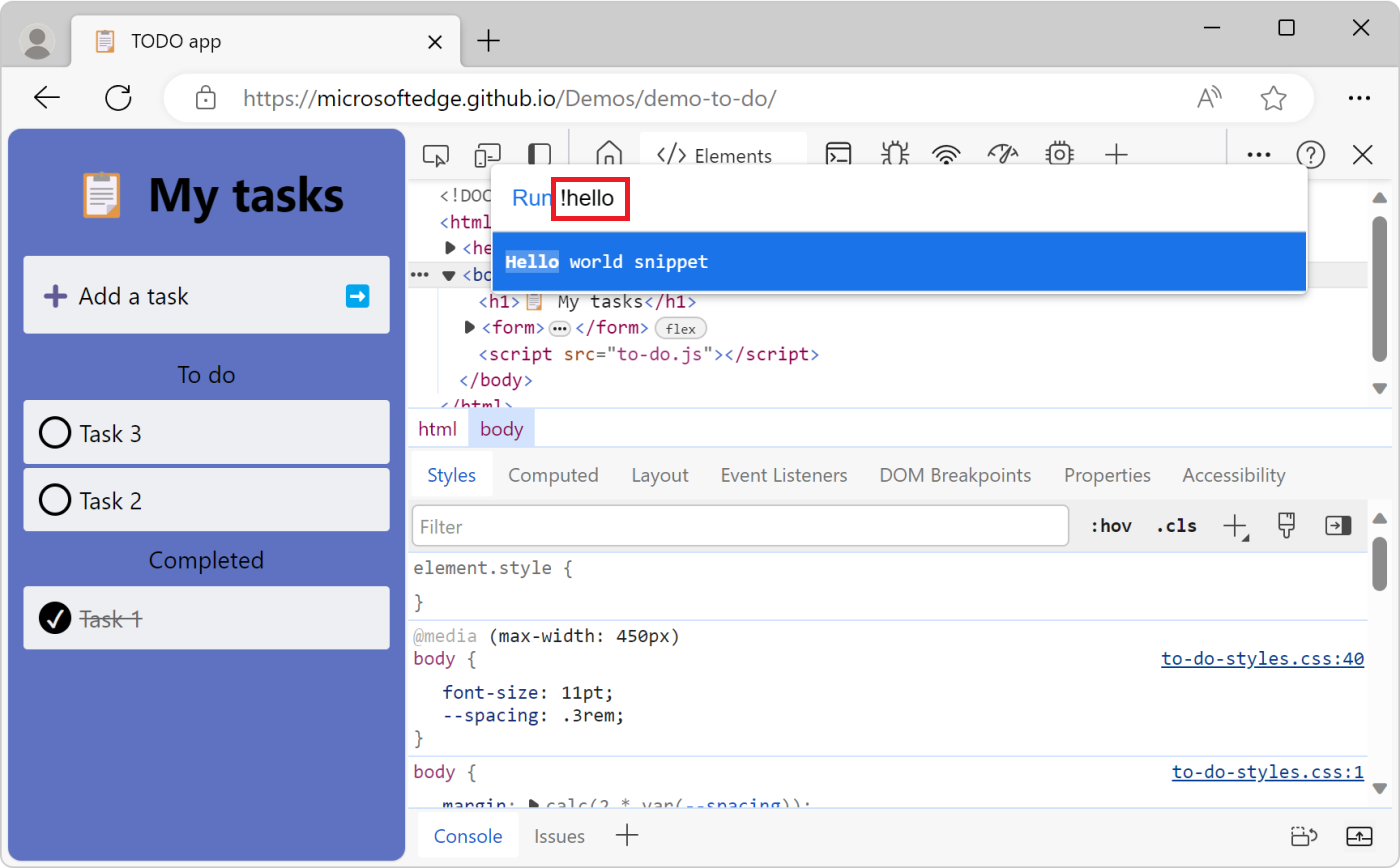 TODO app
https://microsoftedge.github.io/Demos/demo-to-do/
My tasks
+ Add a task
To do
Task 3
Task 2
Completed
Task 1
</> Elements
Run !hello
Hello world snippet
<!DOC
<html
<he
<bo
<h1>📋 My tasks</h1>
<form>…</form> flex
<script src="to-do.js"></script>
</body>
</html>
html body
Styles Computed Layout Event Listeners DOM Breakpoints Properties Accessibility
Filter :hov .cls
element.style {
}
@media (max-width: 450px)
body { to-do-styles.css:40
font-size: 11pt;
--spacing: .3rem;
}
body { to-do-styles.css:1
margin: calc(2 * var(--spacing));
Console Issues